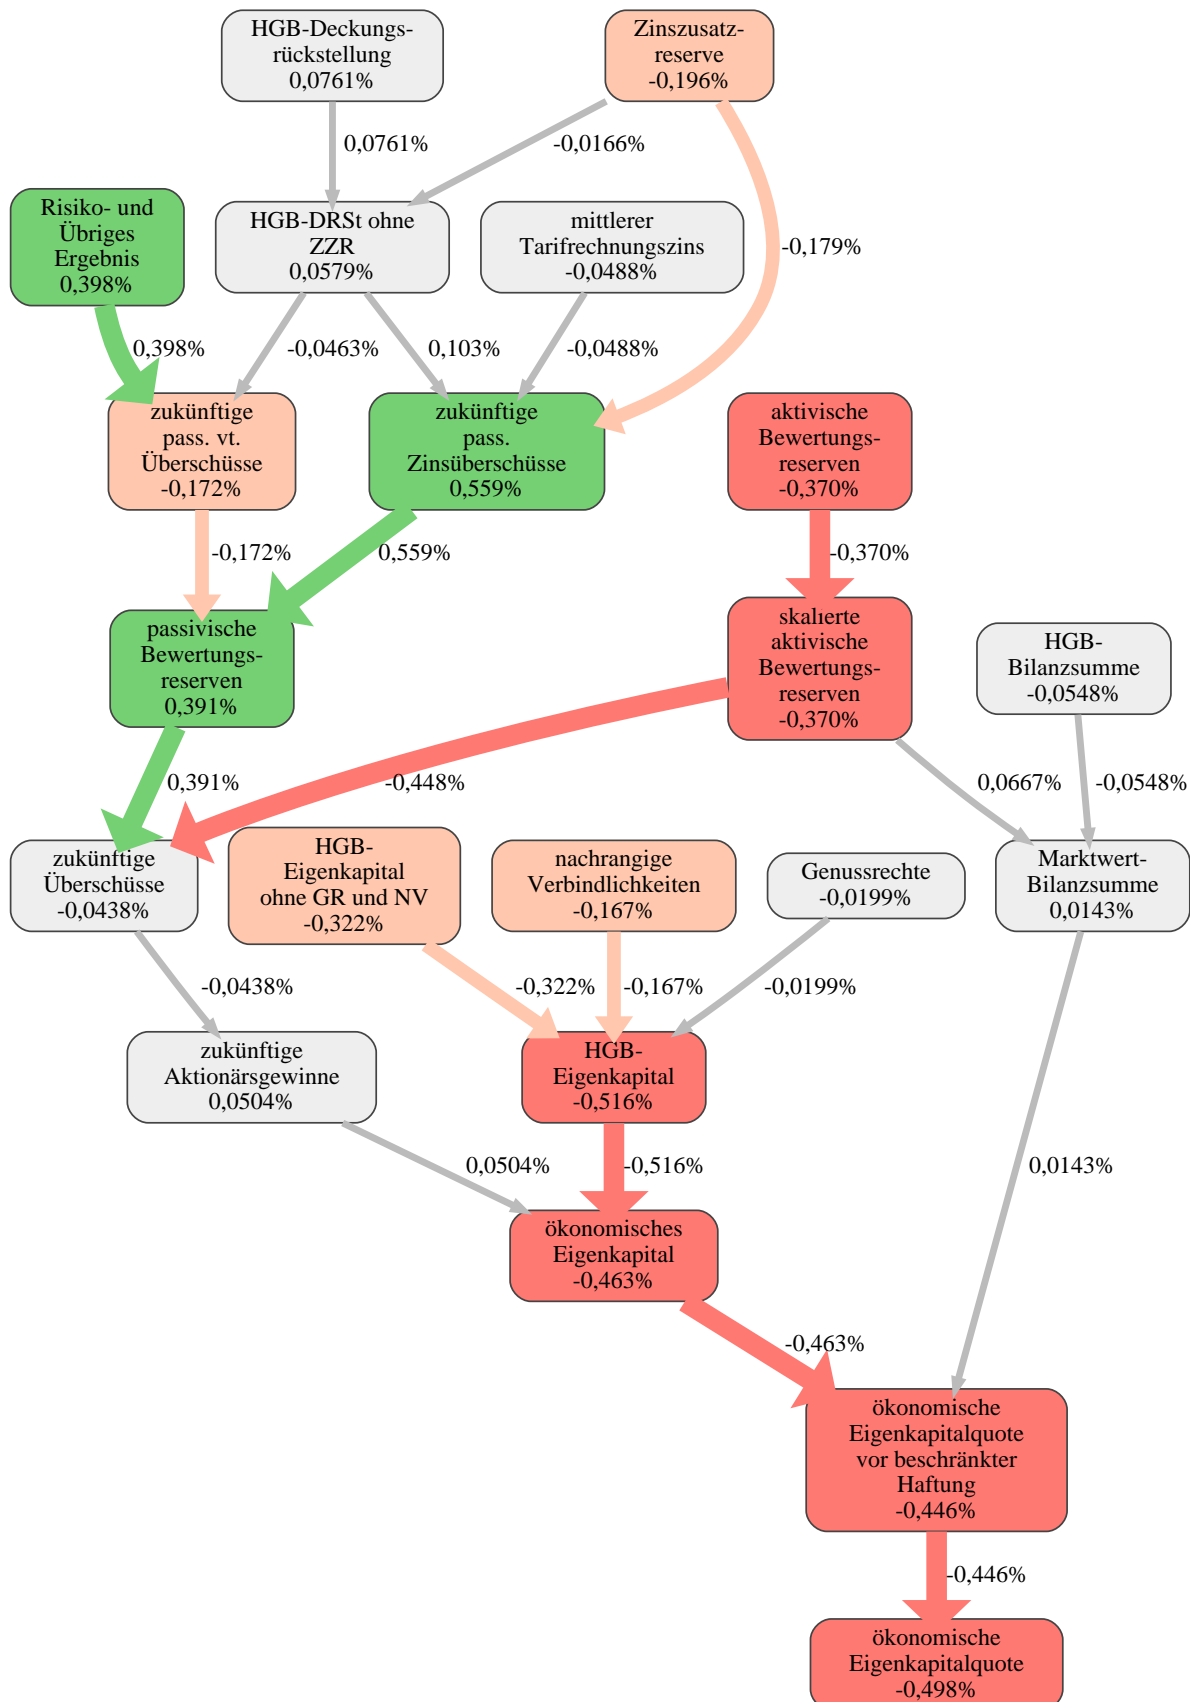 HGB-Deckungs-
rückstellung
0,0761%
Zinszusatz-
reserve
-0,196%
0,0761%
-0,0166%
Risiko- und
Übriges
Ergebnis
0,398%
HGB-DRSt ohne
ZZR
0,0579%
mittlerer
Tarifrechnungszins
-0,0488%
-0,179%
0,398%
-0,0463%
0,103%
-0,0488%
zukünftige
pass. vt.
Überschüsse
-0,172%
zukünftige
pass.
Zinsüberschüsse
0,559%
aktivische
Bewertungs-
reserven
-0,370%
-0,172%
0,559%
-0,370%
passivische
Bewertungs-
reserven
0,391%
skalierte
aktivische
Bewertungs-
reserven
-0,370%
HGB-
Bilanzsumme
-0,0548%
0,391%
-0,448%
0,0667%
-0,0548%
zukünftige
Überschüsse
-0,0438%
HGB-
Eigenkapital
ohne GR und NV
-0,322%
nachrangige
Verbindlichkeiten
-0,167%
Genussrechte
-0,0199%
Marktwert-
Bilanzsumme
0,0143%
-0,0438%
-0,322%
-0,167%
-0,0199%
zukünftige
Aktionärsgewinne
0,0504%
HGB-
Eigenkapital
-0,516%
0,0504%
-0,516%
0,0143%
ökonomisches
Eigenkapital
-0,463%
-0,463%
ökonomische
Eigenkapitalquote
vor beschränkter
Haftung
-0,446%
-0,446%
ökonomische
Eigenkapitalquote
-0,498%